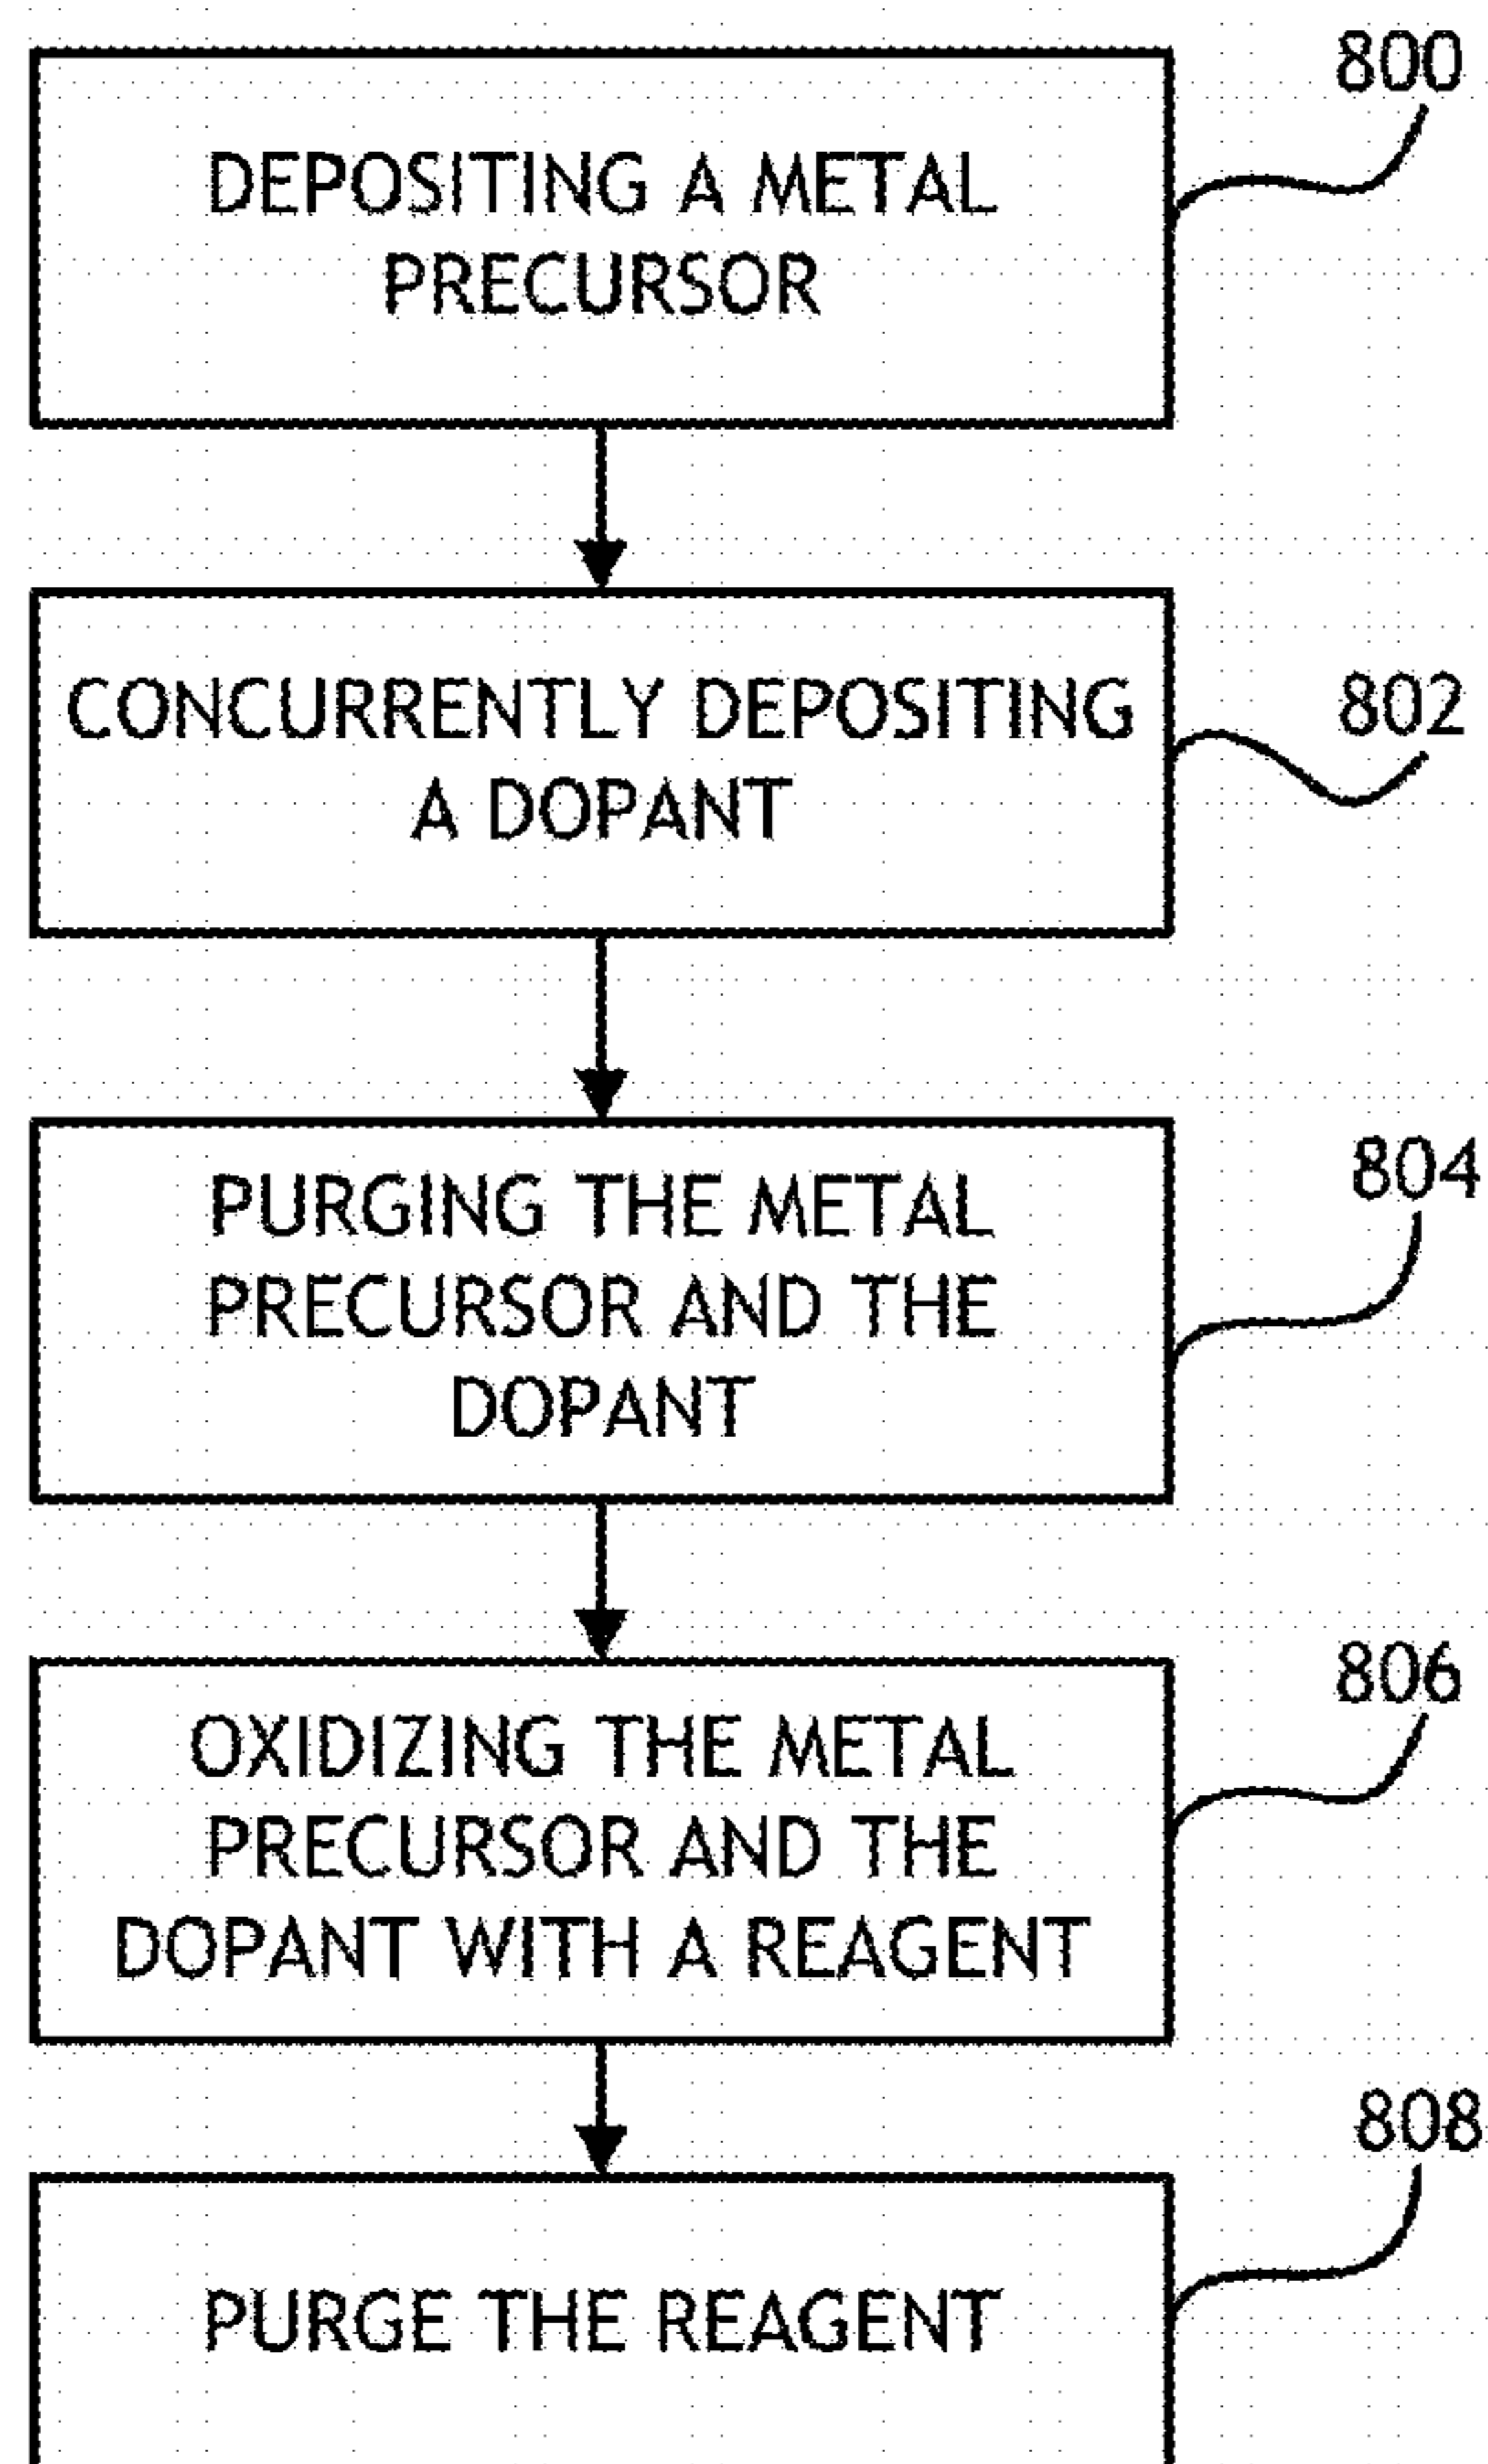 800
DEPOSITING A METAL
PRECURSOR
802
CONCURRENTLY DEPOSITING
A DOPANT
804
PURGING THE METAL
PRECURSOR AND THE
DOPANT
806
OXIDIZING THE METAL
PRECURSOR AND THE
DOPANT WITH A REAGENT
808
PURGE THE REAGENT